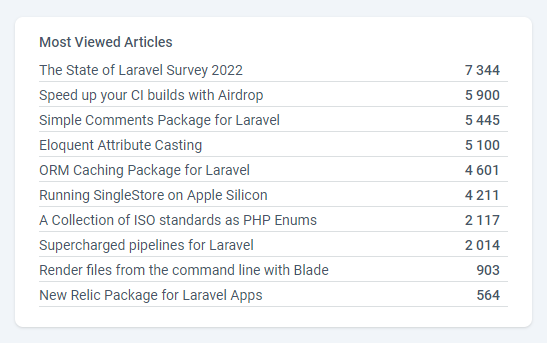 Most Viewed Articles
The State of Laravel Survey 2022 7 344
Speed up your CI builds with Airdrop 5 900
Simple Comments Package for Laravel 5 445
Eloquent Attribute Casting 5 100
ORM Caching Package for Laravel 4 601
Running SingleStore on Apple Silicon 4 211
A Collection of ISO standards as PHP Enums 2 117
Supercharged pipelines for Laravel 2 014
Render files from the command line with Blade 903
New Relic Package for Laravel Apps 564